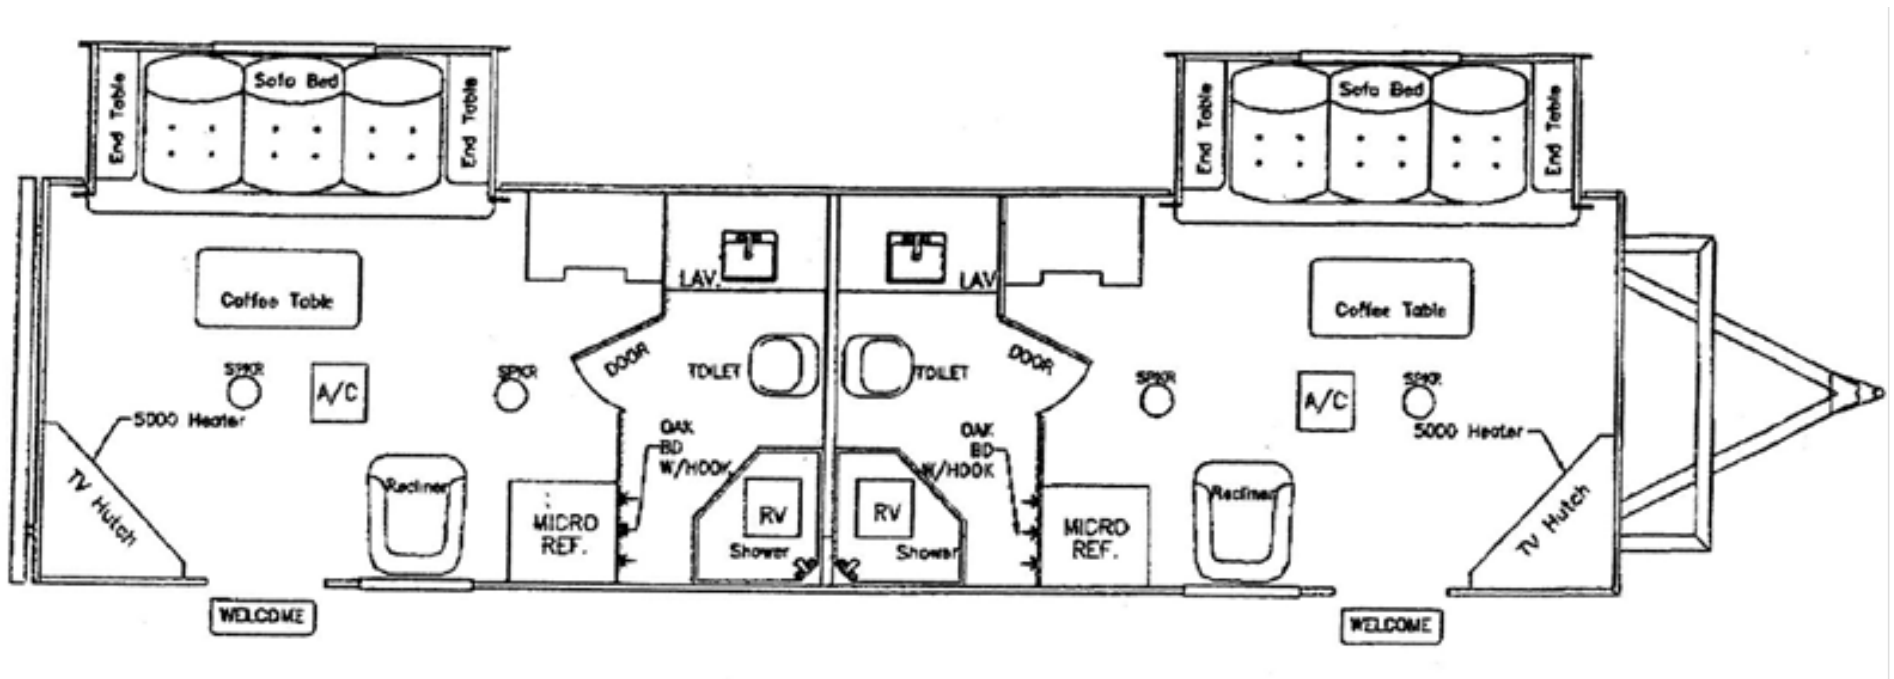 End Table
Sofa Bed
End Table
End Table
Sofa Bed
End Table
LAV.
LAV
Coffee Table
Coffee Table
DOOR
TOILET
TOILET
DOOR
SPKR
A/C
SPKR
SPKR
A/C
SPKR
5000 Heater
5000 Heater
OAK
BD
W/HOOK
OAK
BD
W/HOOK
TV Hutch
Recliner
MICRO
REF.
RV
Shower
RV
Shower
MICRO
REF.
Recliner
TV Hutch
WELCOME
WELCOME